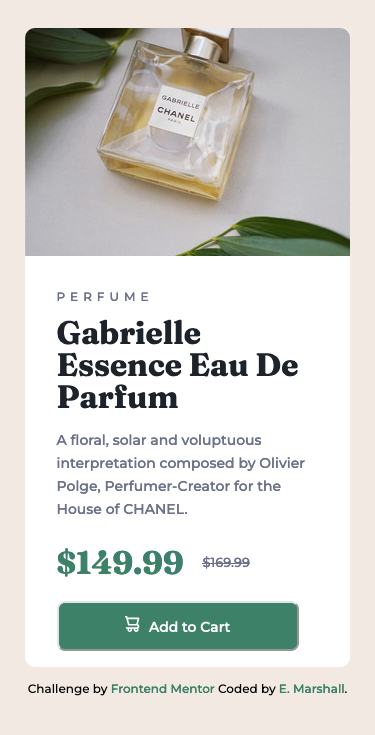 GABRIELLE
CHANEL
PARIS
PERFUME
Gabrielle
Essence Eau De
Parfum
A floral, solar and voluptuous
interpretation composed by Olivier
Polge, Perfumer-Creator for the
House of CHANEL.
$149.99 $169.99
Add to Cart
Challenge by Frontend Mentor Coded by E. Marshall.